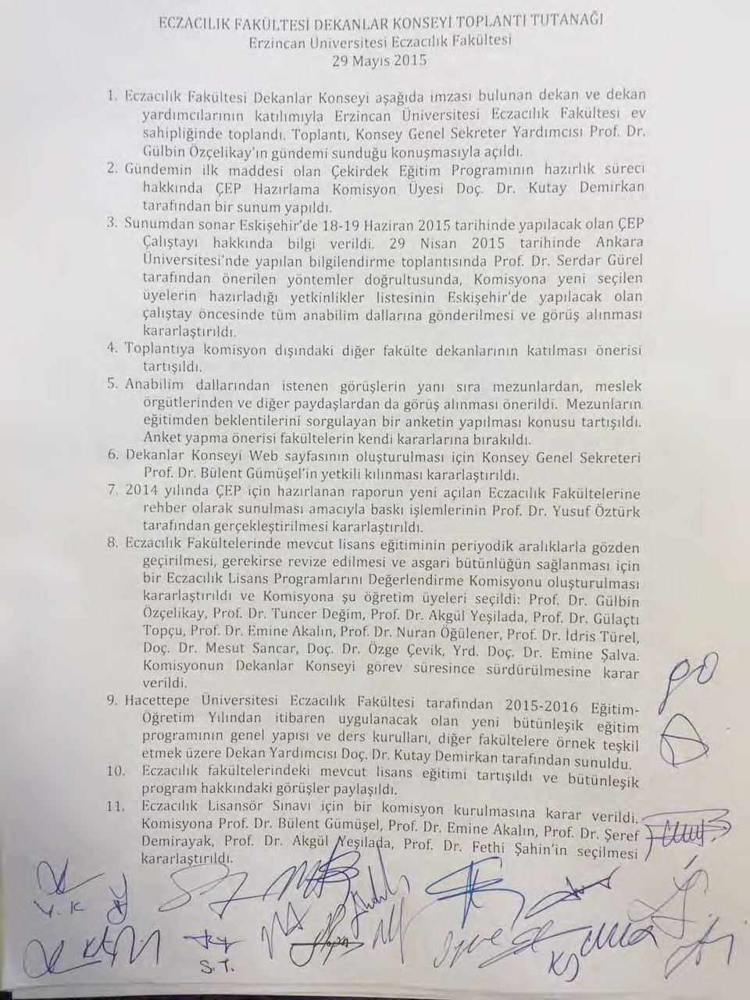 ECZACILIK FAKÜLTESİ DEKANLAR KONSEYİ TOPLANTI TUTANAĞI
Erzincan Üniversitesi Eczacılık Fakültesi
29 Mayıs 2015
1. Eczacılık Fakültesi Dekanlar Konseyi aşağıda imzası bulunan dekan ve dekan
yardımcılarının katılımıyla Erzincan Üniversitesi Eczacılık Fakültesi ev
sahipliğinde toplandı. Toplantı, Konsey Genel Sekreter Yardımcısı Prof. Dr.
Gülbin Özçelikay'ın gündemi sunduğu konuşmasıyla açıldı.
2. Gündemin ilk maddesi olan Çekirdek Eğitim Programının hazırlık süreci
hakkında ÇEP Hazırlama Komisyon Üyesi Doç. Dr. Kutay Demirkan
tarafından bir sunum yapıldı.
3. Sunumdan sonar Eskişehir'de 18-19 Haziran 2015 tarihinde yapılacak olan ÇEP
Çalıştayı hakkında bilgi verildi. 29 Nisan 2015 tarihinde Ankara
Üniversitesi'nde yapılan bilgilendirme toplantısında Prof. Dr. Serdar Gürel
tarafından önerilen yöntemler doğrultusunda, Komisyona yeni seçilen
üyelerin hazırladığı yetkinlikler listesinin Eskişehir'de yapılacak olan
çalıştay öncesinde tüm anabilim dallarına gönderilmesi ve görüş alınması
kararlaştırıldı.
4. Toplantıya komisyon dışındaki diğer fakülte dekanlarının katılması önerisi
tartışıldı.
5. Anabilim dallarından istenen görüşlerin yanı sıra mezunlardan, meslek
örgütlerinden ve diğer paydaşlardan da görüş alınması önerildi. Mezunların
eğitimden beklentilerini sorgulayan bir anketin yapılması konusu tartışıldı.
Anket yapma önerisi fakültelerin kendi kararlarına bırakıldı.
6. Dekanlar Konseyi Web sayfasının oluşturulması için Konsey Genel Sekreteri
Prof. Dr. Bülent Gümüşel'in yetkili kılınması kararlaştırıldı.
7. 2014 yılında ÇEP için hazırlanan raporun yeni açılan Eczacılık Fakültelerine
rehber olarak sunulması amacıyla baskı işlemlerinin Prof. Dr. Yusuf Öztürk
tarafından gerçekleştirilmesi kararlaştırıldı.
8. Eczacılık Fakültelerinde mevcut lisans eğitiminin periyodik aralıklarla gözden
geçirilmesi, gerekirse revize edilmesi ve asgari bütünlüğün sağlanması için
bir Eczacılık Lisans Programlarını Değerlendirme Komisyonu oluşturulması
kararlaştırıldı ve Komisyona şu öğretim üyeleri seçildi: Prof. Dr. Gülbin
Özçelikay, Prof. Dr. Tuncer Değim, Prof. Dr. Akgül Yeşilada, Prof. Dr. Gülaçtı
Topçu, Prof. Dr. Emine Akalın, Prof. Dr. Nuran Öğülener, Prof. Dr. İdris Türel,
Doç. Dr. Mesut Sancar, Doç. Dr. Özge Çevik, Yrd. Doç. Dr. Emine Şalva.
Komisyonun Dekanlar Konseyi görev süresince sürdürülmesine karar
verildi.
9. Hacettepe Üniversitesi Eczacılık Fakültesi tarafından 2015-2016 Eğitim-
Öğretim Yılından itibaren uygulanacak olan yeni bütünleşik eğitim
programının genel yapısı ve ders kurulları, diğer fakültelere örnek teşkil
etmek üzere Dekan Yardımcısı Doç. Dr. Kutay Demirkan tarafından sunuldu.
10. Eczacılık fakültelerindeki mevcut lisans eğitimi tartışıldı ve bütünleşik
program hakkındaki görüşler paylaşıldı.
11. Eczacılık Lisansör Sınavı için bir komisyon kurulmasına karar verildi.
Komisyona Prof. Dr. Bülent Gümüşel, Prof. Dr. Emine Akalın, Prof. Dr. Şeref
Demirayak, Prof. Dr. Akgül Yeşilada, Prof. Dr. Fethi Şahin'in seçilmesi
kararlaştırıldı.
Y.K
S.T.